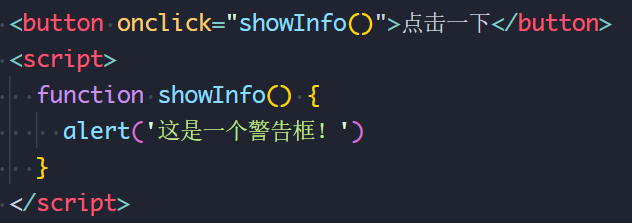 <button onclick="showInfo()">点击一下</button>
<script>
function showInfo() {
alert('这是一个警告框！')
}
</script>